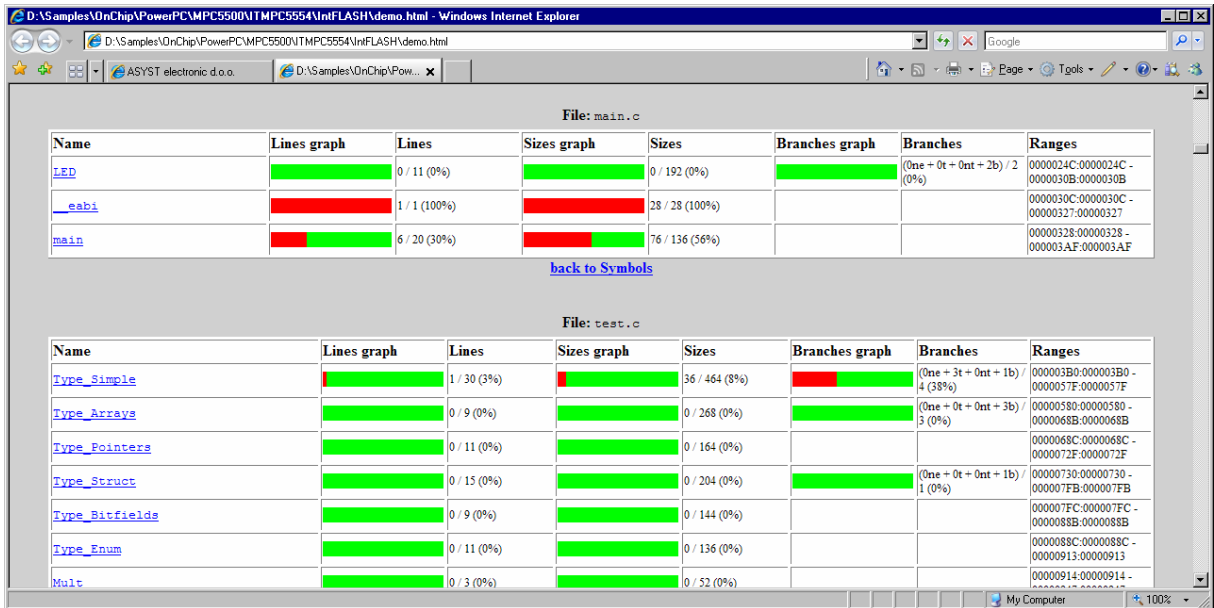 D:\Samples\OnChip\PowerPC\MPC5500\ITMPC5554\IntFLASH\demo.html - Windows Internet Explorer
D:\Samples\OnChip\PowerPC\MPC5500\ITMPC5554\IntFLASH\demo.html Google
ASYST electronic d.o.o. D:\Samples\OnChip\Pow... Page Tools
File: main.c
Name Lines graph Lines Sizes graph Sizes Branches graph Branches Ranges
LED 0 / 11 (0%) 0 / 192 (0%) (0ne + 0t + 0nt + 2b) / 2 0000024C:0000024C -
(0%) 0000030B:0000030B
__eabi 1 / 1 (100%) 28 / 28 (100%) 0000030C:0000030C -
00000327:00000327
main 6 / 20 (30%) 76 / 136 (56%) 00000328:00000328 -
000003AF:000003AF
back to Symbols
File: test.c
Name Lines graph Lines Sizes graph Sizes Branches graph Branches Ranges
Type_Simple 1 / 30 (3%) 36 / 464 (8%) (0ne + 3t + 0nt + 1b) / 000003B0:000003B0 -
4 (38%) 0000057F:0000057F
Type_Arrays 0 / 9 (0%) 0 / 268 (0%) (0ne + 0t + 0nt + 3b) / 00000580:00000580 -
3 (0%) 0000068B:0000068B
Type_Pointers 0 / 11 (0%) 0 / 164 (0%) 0000068C:0000068C -
0000072F:0000072F
Type_Struct 0 / 15 (0%) 0 / 204 (0%) (0ne + 0t + 0nt + 1b) / 00000730:00000730 -
1 (0%) 000007FB:000007FB
Type_Bitfields 0 / 9 (0%) 0 / 144 (0%) 000007FC:000007FC -
0000088B:0000088B
Type_Enum 0 / 11 (0%) 0 / 136 (0%) 0000088C:0000088C -
00000913:00000913
Mult 0 / 3 (0%) 0 / 52 (0%) 00000914:00000914 -
My Computer 100%